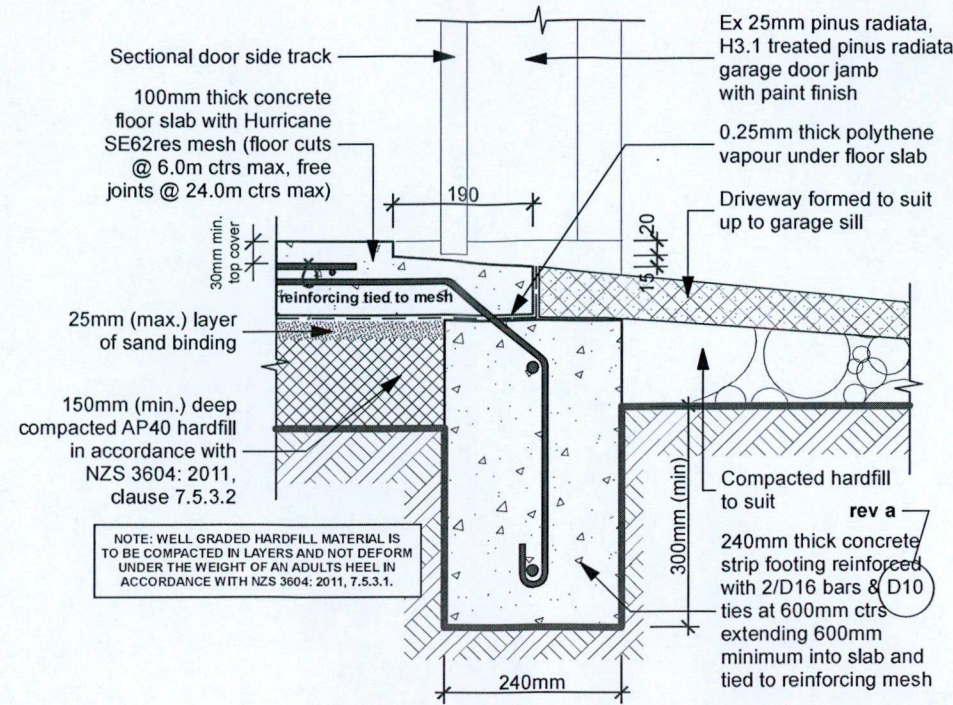 Sectional door side track
100mm thick concrete
floor slab with Hurricane
SE62res mesh (floor cuts
@ 6.0m ctrs max, free
joints @ 24.0m ctrs max)
30mm min.
top cover
190
reinforcing tied to mesh
25mm (max.) layer
of sand binding
150mm (min.) deep
compacted AP40 hardfill
in accordance with
NZS 3604: 2011,
clause 7.5.3.2
NOTE: WELL GRADED HARDFILL MATERIAL IS
TO BE COMPACTED IN LAYERS AND NOT DEFORM
UNDER THE WEIGHT OF AN ADULTS HEEL IN
ACCORDANCE WITH NZS 3604: 2011, 7.5.3.1.
240mm
Ex 25mm pinus radiata,
H3.1 treated pinus radiata
garage door jamb
with paint finish
0.25mm thick polythene
vapour under floor slab
Driveway formed to suit
up to garage sill
20
15
Compacted hardfill
to suit
300mm (min)
rev a
240mm thick concrete
strip footing reinforced
with 2/D16 bars & D10
ties at 600mm ctrs
extending 600mm
minimum into slab and
tied to reinforcing mesh